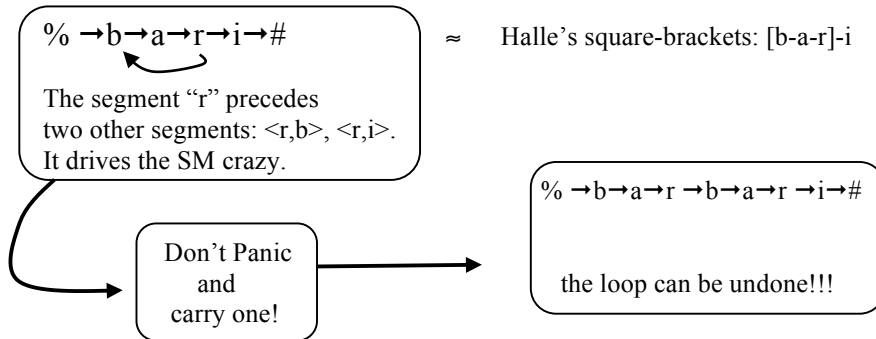 % →b→a→r→i→#
≈ Halle’s square-brackets: [b-a-r]-i
The segment “r” precedes
two other segments: <r,b>, <r,i>.
It drives the SM crazy.
% →b→a→r →b→a→r →i→#
Don’t Panic
and
carry one!
the loop can be undone!!!